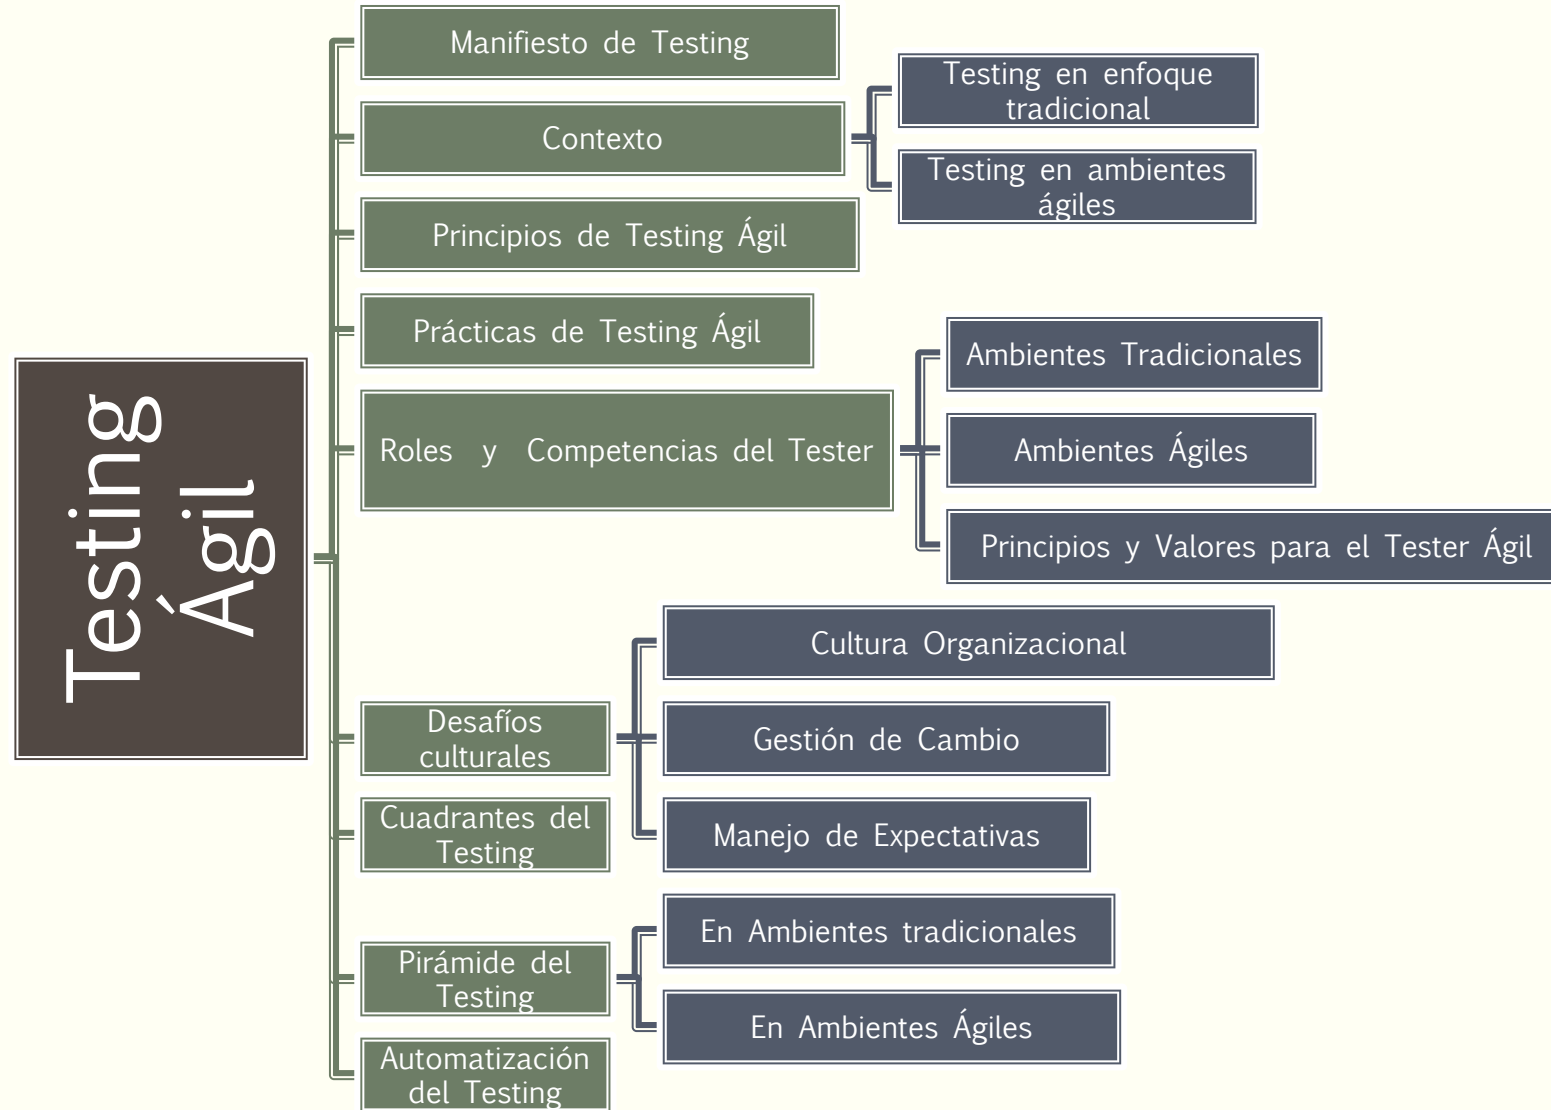 Testing
Ágil
Manifiesto de Testing
Contexto
Testing en enfoque
tradicional
Testing en ambientes
ágiles
Principios de Testing Ágil
Prácticas de Testing Ágil
Roles y Competencias del Tester
Ambientes Tradicionales
Ambientes Ágiles
Principios y Valores para el Tester Ágil
Desafíos
culturales
Cultura Organizacional
Gestión de Cambio
Manejo de Expectativas
Cuadrantes del
Testing
Pirámide del
Testing
En Ambientes tradicionales
En Ambientes Ágiles
Automatización
del Testing